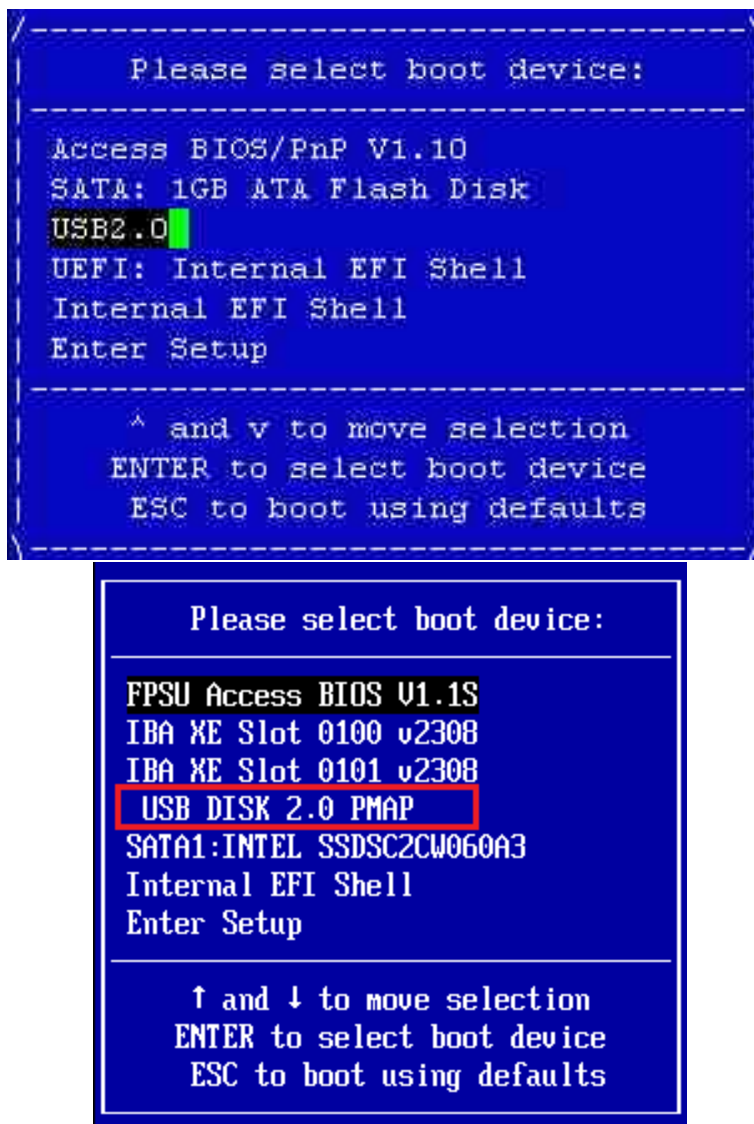 Please select boot device:
Access BIOS/PnP V1.10
SATA: 1GB ATA Flash Disk
USB2.0
UEFI: Internal EFI Shell
Internal EFI Shell
Enter Setup
^ and v to move selection
ENTER to select boot device
ESC to boot using defaults
Please select boot device:
FPSU Access BIOS V1.1S
IBA XE Slot 0100 v2308
IBA XE Slot 0101 v2308
USB DISK 2.0 PMAP
SATA1:INTEL SSDSC2CW060A3
Internal EFI Shell
Enter Setup
↑ and ↓ to move selection
ENTER to select boot device
ESC to boot using defaults